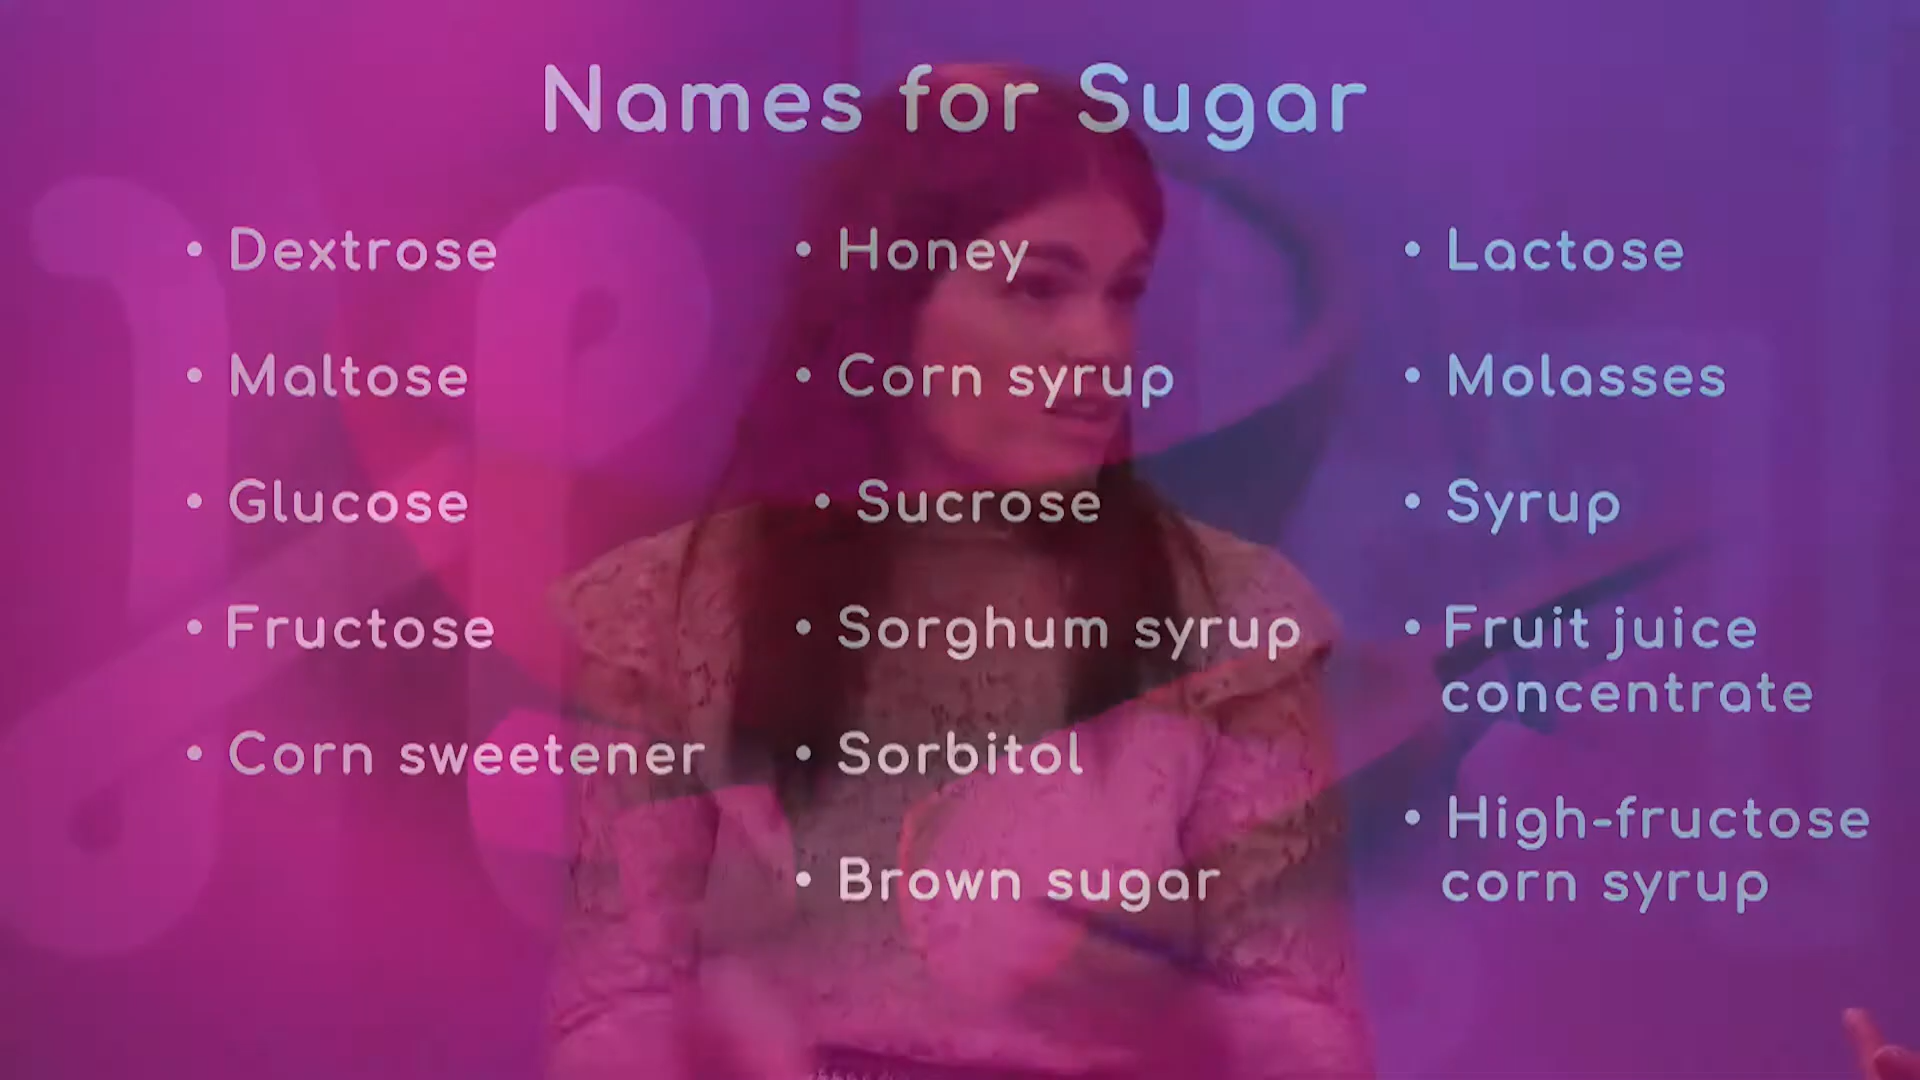 Names for Sugar
• Dextrose
• Maltose
• Glucose
• Fructose
• Corn sweetener
• Honey
• Corn syrup
• Sucrose
• Sorghum syrup
• Sorbitol
• Brown sugar
• Lactose
• Molasses
• Syrup
• Fruit juice
concentrate
• High-fructose
corn syrup